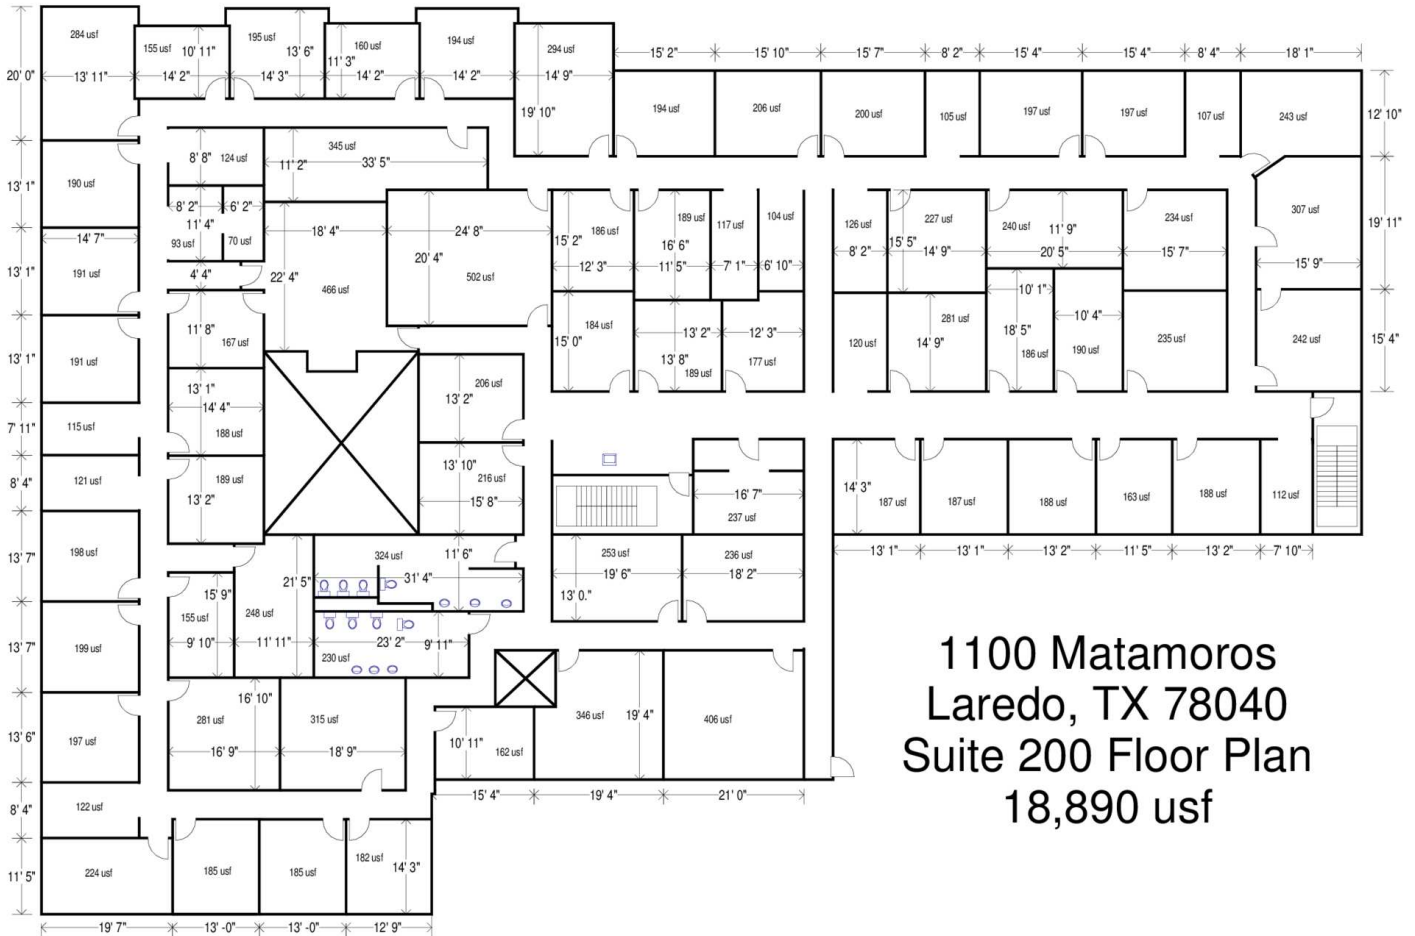 284 usf
20' 0"
13' 11"
155 usf
10' 11"
14' 2"
195 usf
13' 6"
14' 3"
160 usf
11' 3"
14' 2"
194 usf
14' 2"
294 usf
14' 9"
19' 10"
15' 2"
15' 10"
15' 7"
8' 2"
15' 4"
15' 4"
8' 4"
18' 1"
194 usf
206 usf
200 usf
105 usf
197 usf
197 usf
107 usf
243 usf
12' 10"
8' 8"
124 usf
345 usf
11' 2"
33' 5"
13' 1"
190 usf
8' 2"
6' 2"
11' 4"
93 usf
70 usf
4' 4"
14' 7"
18' 4"
22' 4"
466 usf
24' 8"
20' 4"
502 usf
15' 2"
186 usf
12' 3"
189 usf
16' 6"
11' 5"
117 usf
7' 1"
104 usf
6' 10"
126 usf
8' 2"
15' 5"
227 usf
14' 9"
240 usf
11' 9"
20' 5"
234 usf
15' 7"
307 usf
15' 9"
19' 11"
13' 1"
191 usf
11' 8"
167 usf
184 usf
15' 0"
13' 2"
13' 8"
189 usf
12' 3"
177 usf
120 usf
281 usf
14' 9"
10' 1"
18' 5"
186 usf
10' 4"
190 usf
235 usf
242 usf
15' 4"
13' 1"
191 usf
13' 1"
14' 4"
188 usf
206 usf
13' 2"
7' 11"
115 usf
8' 4"
121 usf
189 usf
13' 2"
13' 10"
216 usf
15' 8"
16' 7"
237 usf
14' 3"
187 usf
187 usf
188 usf
163 usf
188 usf
112 usf
13' 1"
13' 1"
13' 2"
11' 5"
13' 2"
7' 10"
13' 7"
198 usf
324 usf
11' 6"
31' 4"
21' 5"
253 usf
19' 6"
13' 0."
236 usf
18' 2"
15' 9"
155 usf
9' 10"
248 usf
11' 11"
23' 2"
9' 11"
230 usf
13' 7"
199 usf
16' 10"
281 usf
16' 9"
315 usf
18' 9"
10' 11"
162 usf
346 usf
19' 4"
406 usf
13' 6"
197 usf
15' 4"
19' 4"
21' 0"
8' 4"
122 usf
11' 5"
224 usf
185 usf
185 usf
182 usf
14' 3"
19' 7"
13' -0"
13' -0"
12' 9"
1100 Matamoros
Laredo, TX 78040
Suite 200 Floor Plan
18,890 usf